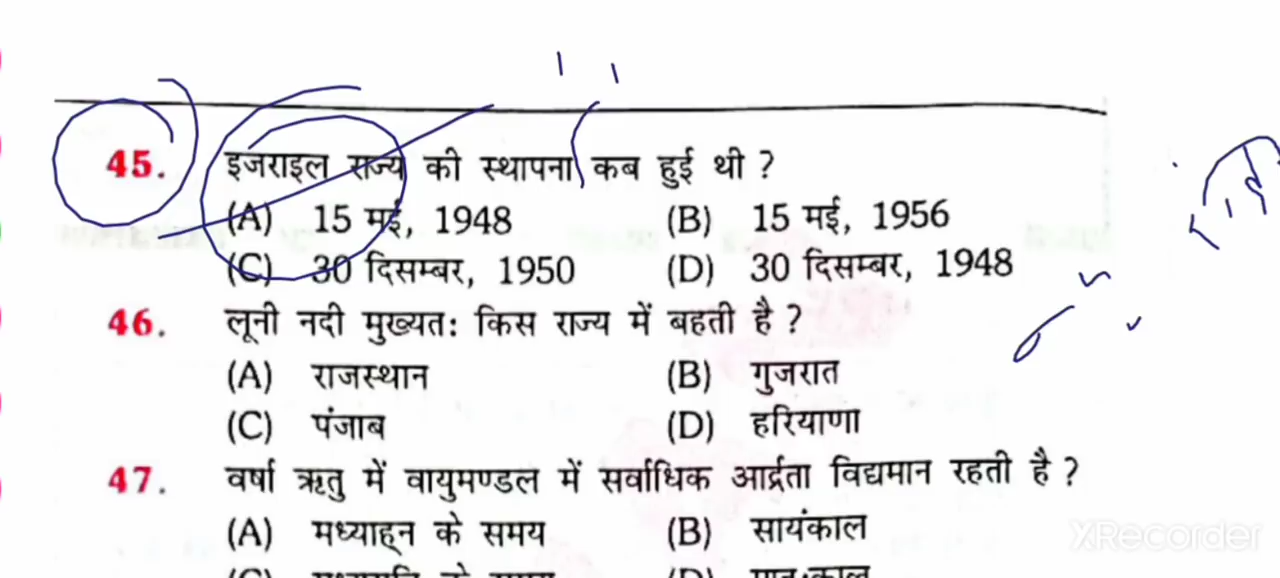 45. इजराइल राज्य की स्थापना कब हुई थी ?
(A) 15 मई, 1948 (B) 15 मई, 1956
(C) 30 दिसम्बर, 1950 (D) 30 दिसम्बर, 1948
46. लूनी नदी मुख्यत: किस राज्य में बहती है ?
(A) राजस्थान (B) गुजरात
(C) पंजाब (D) हरियाणा
47. वर्षा ऋतु में वायुमण्डल में सर्वाधिक आर्द्रता विद्यमान रहती है ?
(A) मध्याह्न के समय (B) सायंकाल
XRecorder